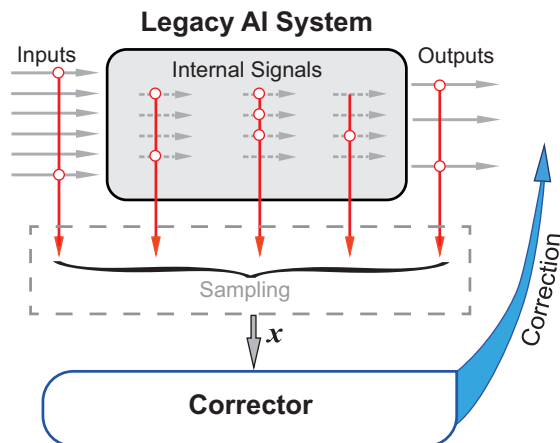 Legacy AI System
Inputs
Internal Signals
Outputs
Sampling
x
Correction
Corrector